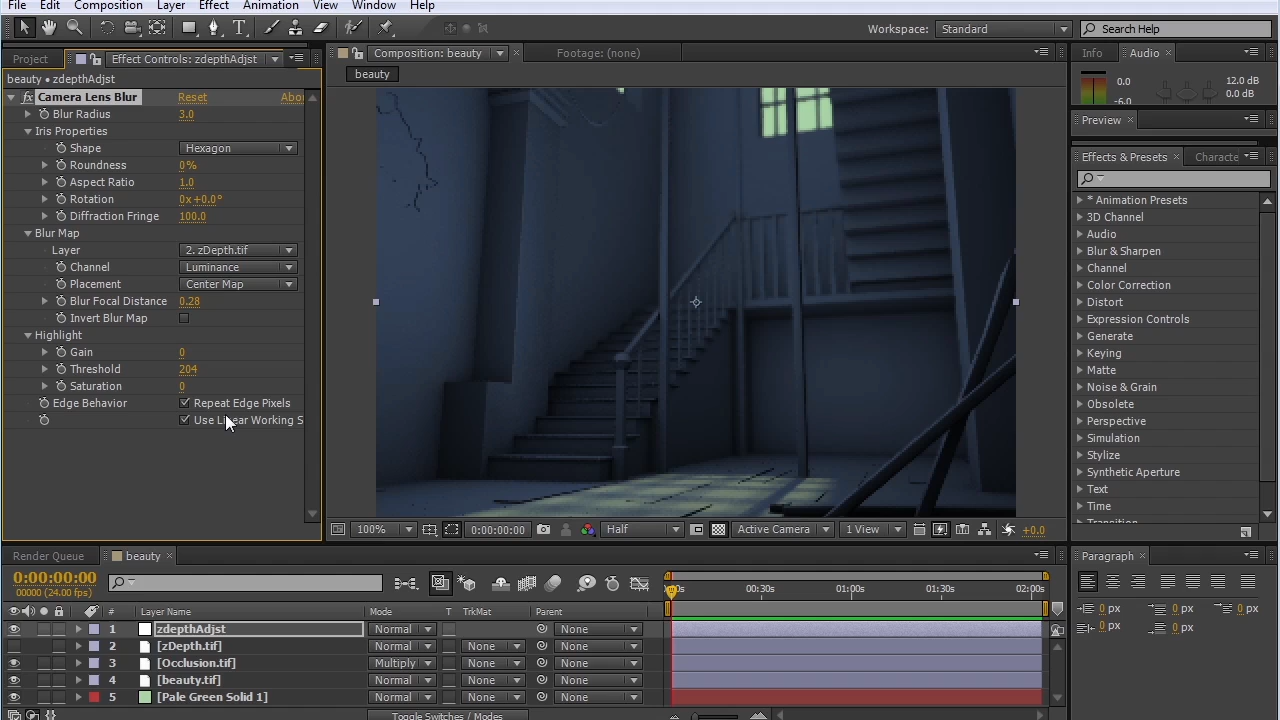 File Edit Composition Layer Effect Animation View Window Help
Workspace: Standard Search Help
Project Effect Controls: zdepthAdjst Composition: beauty Footage: (none) Info Audio
beauty • zdepthAdjst
beauty
fx Camera Lens Blur Reset
Blur Radius 3.0
Iris Properties
Shape Hexagon
Roundness 0%
Aspect Ratio 1.0
Rotation 0x+0.0°
Diffraction Fringe 100.0
Blur Map
Layer 2. zDepth.tif
Channel Luminance
Placement Center Map
Blur Focal Distance 0.28
Invert Blur Map
Highlight
Gain 0
Threshold 204
Saturation 0
Edge Behavior Repeat Edge Pixels
Use Linear Working S
100% 0:00:00:00 Half Active Camera 1 View +0.0
0.0 12.0 dB
-6.0 0.0 dB
Preview
Effects & Presets Characte
* Animation Presets
3D Channel
Audio
Blur & Sharpen
Channel
Color Correction
Distort
Expression Controls
Generate
Keying
Matte
Noise & Grain
Obsolete
Perspective
Simulation
Stylize
Synthetic Aperture
Text
Time
Transition
Render Queue beauty
0:00:00:00
00000 (24.00 fps)
00:30s 01:00s 01:30s 02:00s
# Layer Name Mode T TrkMat Parent
1 zdepthAdjst Normal None
2 [zDepth.tif] Normal None None
3 [Occlusion.tif] Multiply None None
4 [beauty.tif] Normal None None
5 [Pale Green Solid 1] Normal None None
Toggle Switches / Modes
Paragraph
0 px 0 px 0 px
0 px 0 px